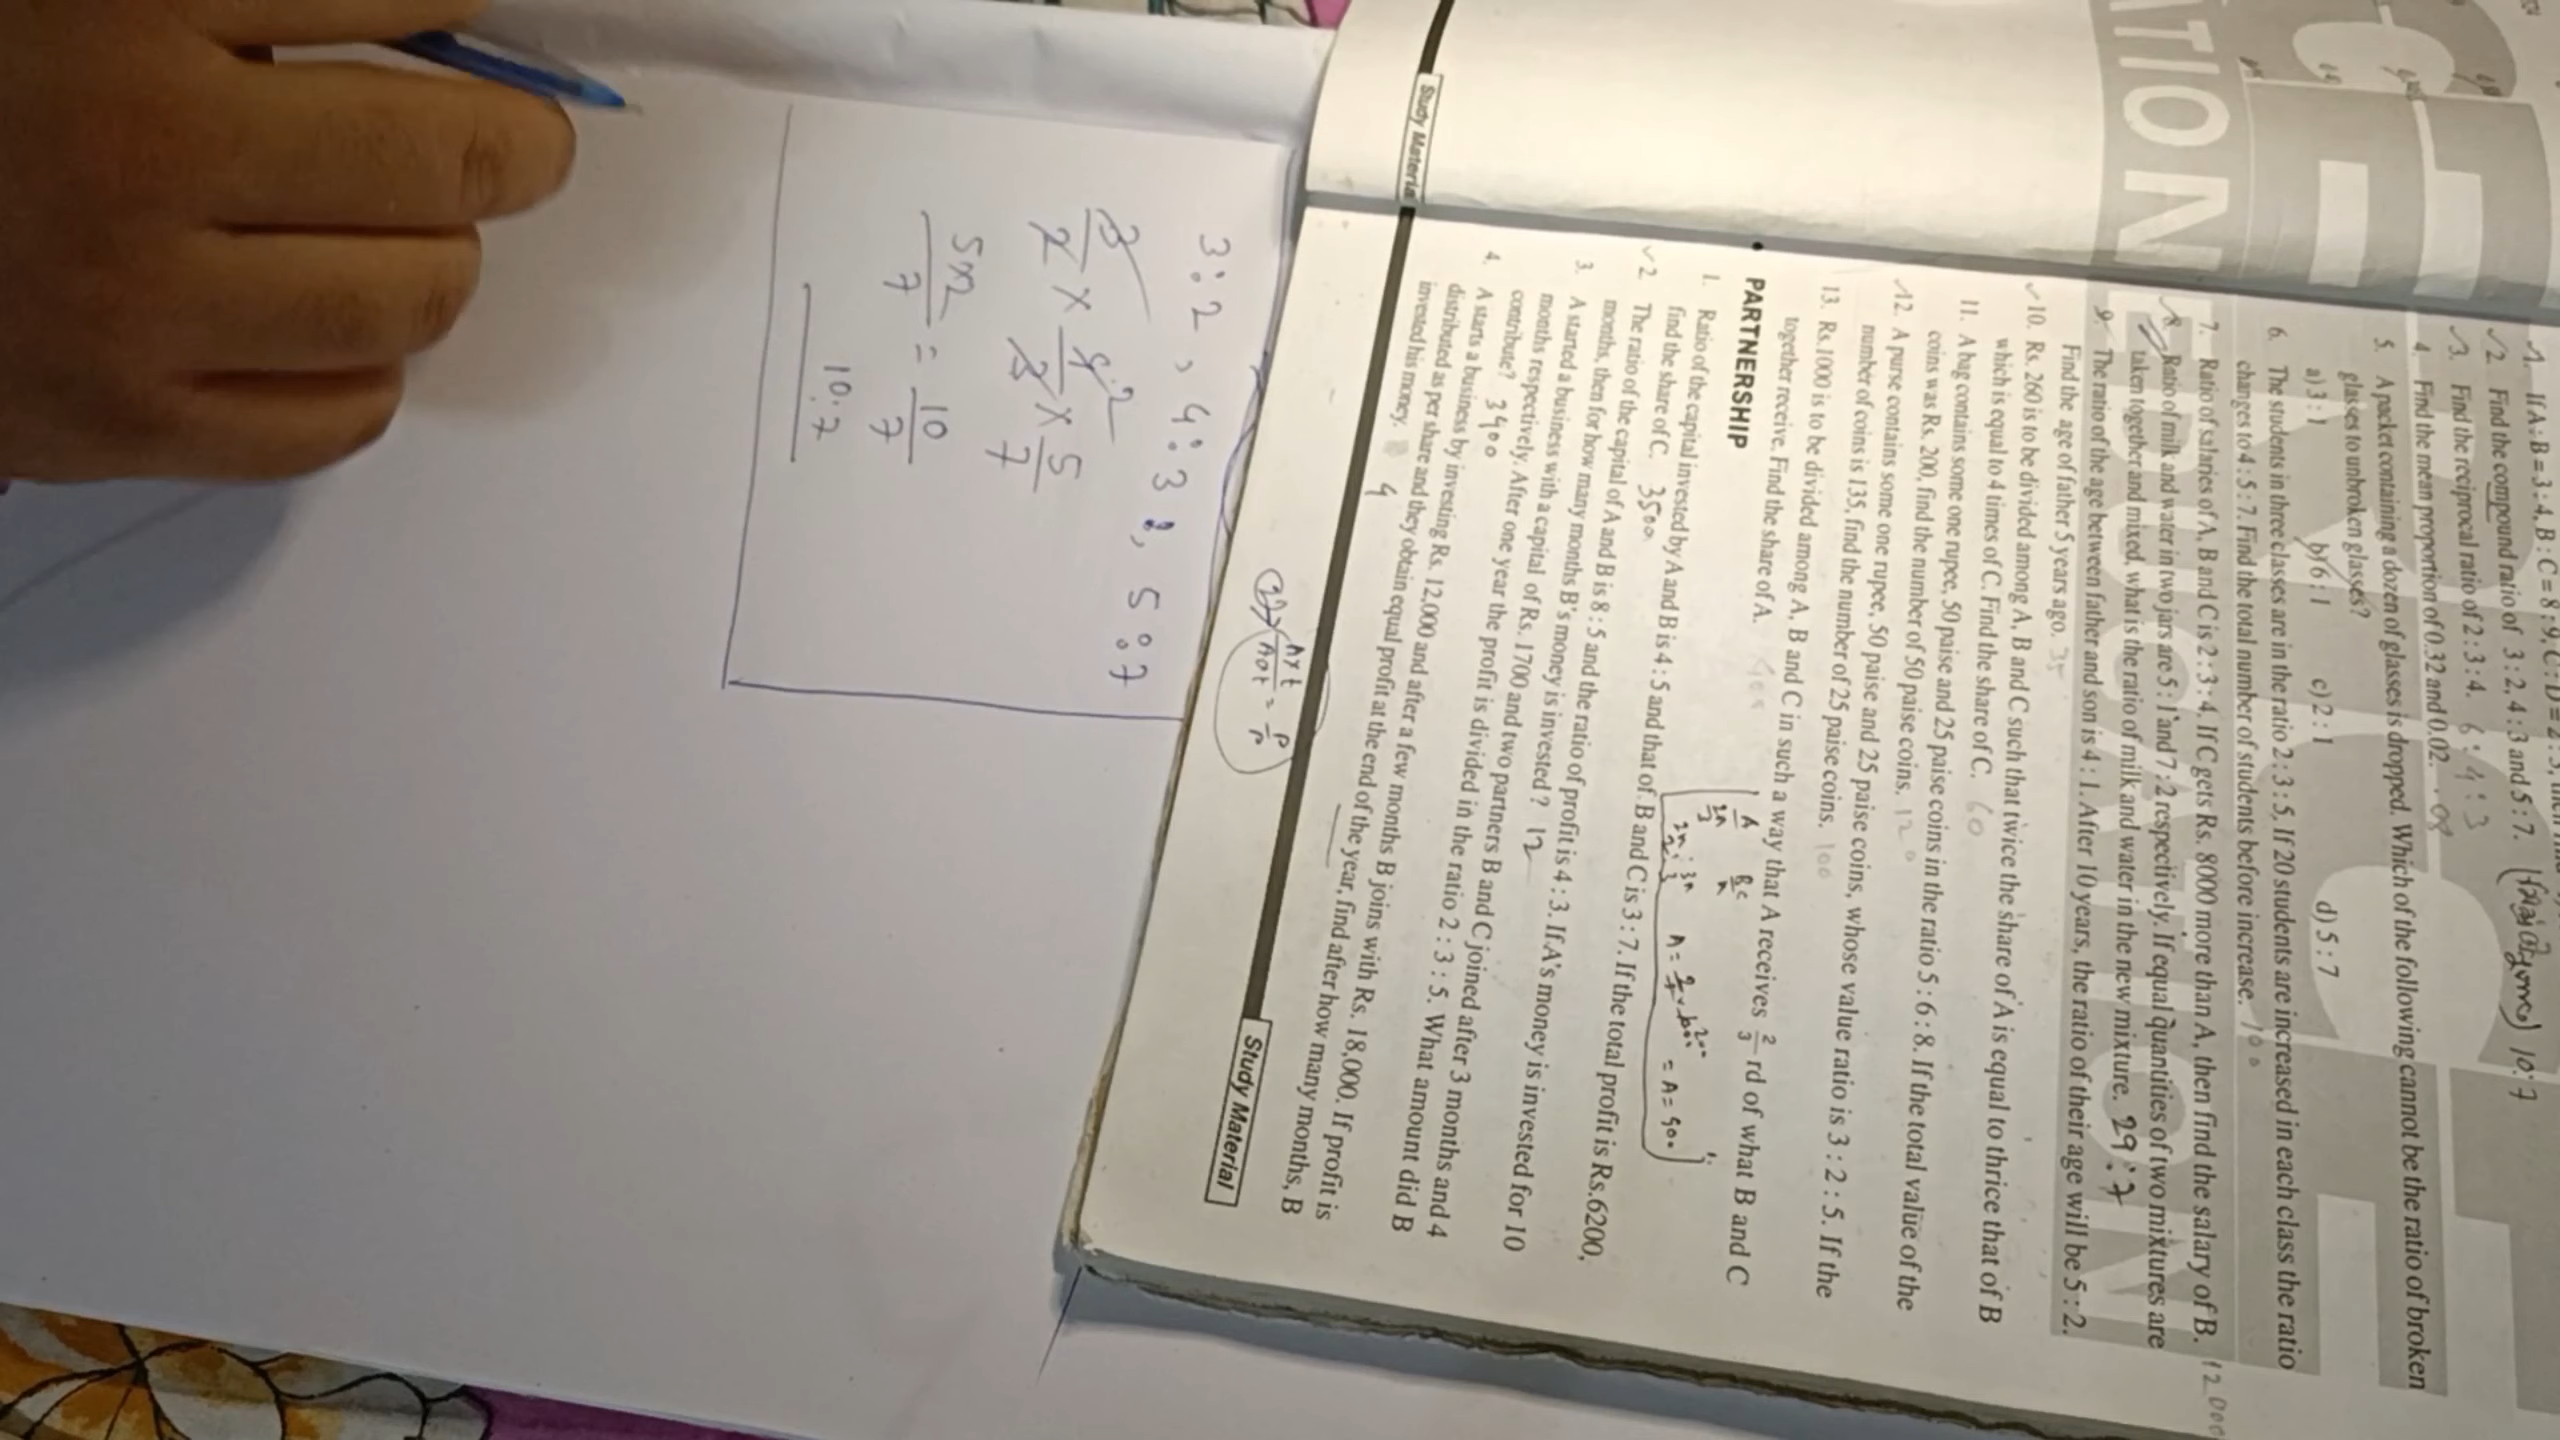 1. If A : B = 3 : 4, B : C = 8 : 9, C : D = 2 : 3,
2. Find the compound ratio of 3 : 2, 4 : 3 and 5 : 7. 10:7
3. Find the reciprocal ratio of 2 : 3 : 4. 6:4:3
4. Find the mean proportion of 0.32 and 0.02. .08
5. A packet containing a dozen of glasses is dropped. Which of the following cannot be the ratio of broken
glasses to unbroken glasses?
a) 3 : 1 b) 6 : 1 c) 2 : 1 d) 5 : 7
6. The students in three classes are in the ratio 2 : 3 : 5, If 20 students are increased in each class the ratio
changes to 4 : 5 : 7. Find the total number of students before increase. 100
7. Ratio of salaries of A, B and C is 2 : 3 : 4. If C gets Rs. 8000 more than A, then find the salary of B. 12000
8. Ratio of milk and water in two jars are 5 : 1 and 7 : 2 respectively. If equal quantities of two mixtures are
taken together and mixed, what is the ratio of milk and water in the new mixture. 29:7
9. The ratio of the age between father and son is 4 : 1. After 10 years, the ratio of their age will be 5 : 2.
Find the age of father 5 years ago. 35
10. Rs. 260 is to be divided among A, B and C such that twice the share of A is equal to thrice that of B
which is equal to 4 times of C. Find the share of C. 60
11. A bag contains some one rupee, 50 paise and 25 paise coins in the ratio 5 : 6 : 8. If the total value of the
coins was Rs. 200, find the number of 50 paise coins. 120
12. A purse contains some one rupee, 50 paise and 25 paise coins, whose value ratio is 3 : 2 : 5. If the
number of coins is 135, find the number of 25 paise coins. 100
13. Rs.1000 is to be divided among A, B and C in such a way that A receives 2/3 rd of what B and C
together receive. Find the share of A. 400
PARTNERSHIP
1. Ratio of the capital invested by A and B is 4 : 5 and that of B and C is 3 : 7. If the total profit is Rs.6200,
find the share of C. 3500
2. The ratio of the capital of A and B is 8 : 5 and the ratio of profit is 4 : 3. If A's money is invested for 10
months, then for how many months B's money is invested ? 12
3. A started a business with a capital of Rs. 1700 and two partners B and C joined after 3 months and 4
months respectively. After one year the profit is divided in the ratio 2 : 3 : 5. What amount did B
contribute? 3400
4. A starts a business by investing Rs. 12,000 and after a few months B joins with Rs. 18,000. If profit is
distributed as per share and they obtain equal profit at the end of the year, find after how many months, B
invested his money. 4
Study Material
Study Material
3:2, 4:3 , 5:7
3/2 × 4 2/3 × 5/7
5×2/7 = 10/7
10:7